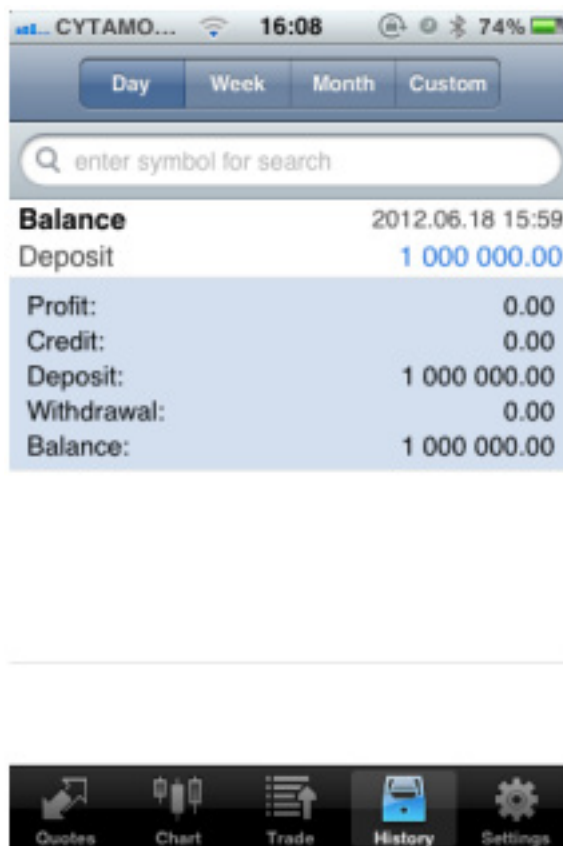 CYTAMO... 16:08 74%
Day Week Month Custom
enter symbol for search
Balance 2012.06.18 15:59
Deposit 1 000 000.00
Profit: 0.00
Credit: 0.00
Deposit: 1 000 000.00
Withdrawal: 0.00
Balance: 1 000 000.00
Quotes Chart Trade History Settings